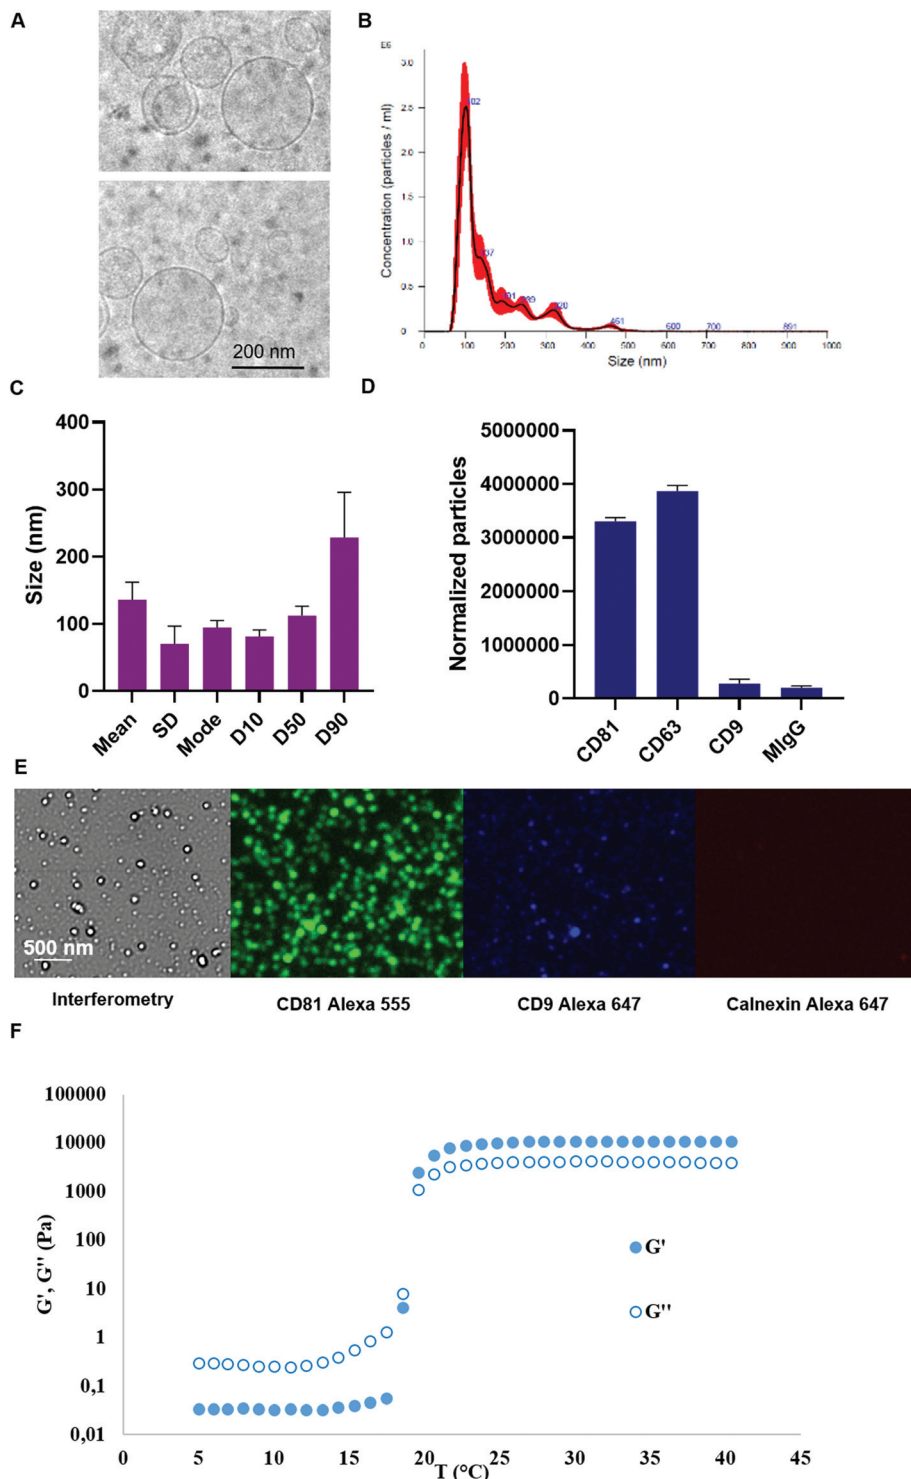 A
200 nm
B
E6
Concentration (particles / ml)
3.0
2.5
2.0
1.5
1.0
0.5
0
102
461
600
700
891
0 100 200 300 400 500 600 700 800 900 1000
Size (nm)
C
Size (nm)
400
300
200
100
0
Mean SD Mode D10 D50 D90
D
Normalized particles
5000000
4000000
3000000
2000000
1000000
0
CD81 CD63 CD9 MIgG
E
500 nm
Interferometry CD81 Alexa 555 CD9 Alexa 647 Calnexin Alexa 647
F
G', G'' (Pa)
100000
10000
1000
100
10
1
0,1
0,01
G'
G''
0 5 10 15 20 25 30 35 40 45
T (°C)